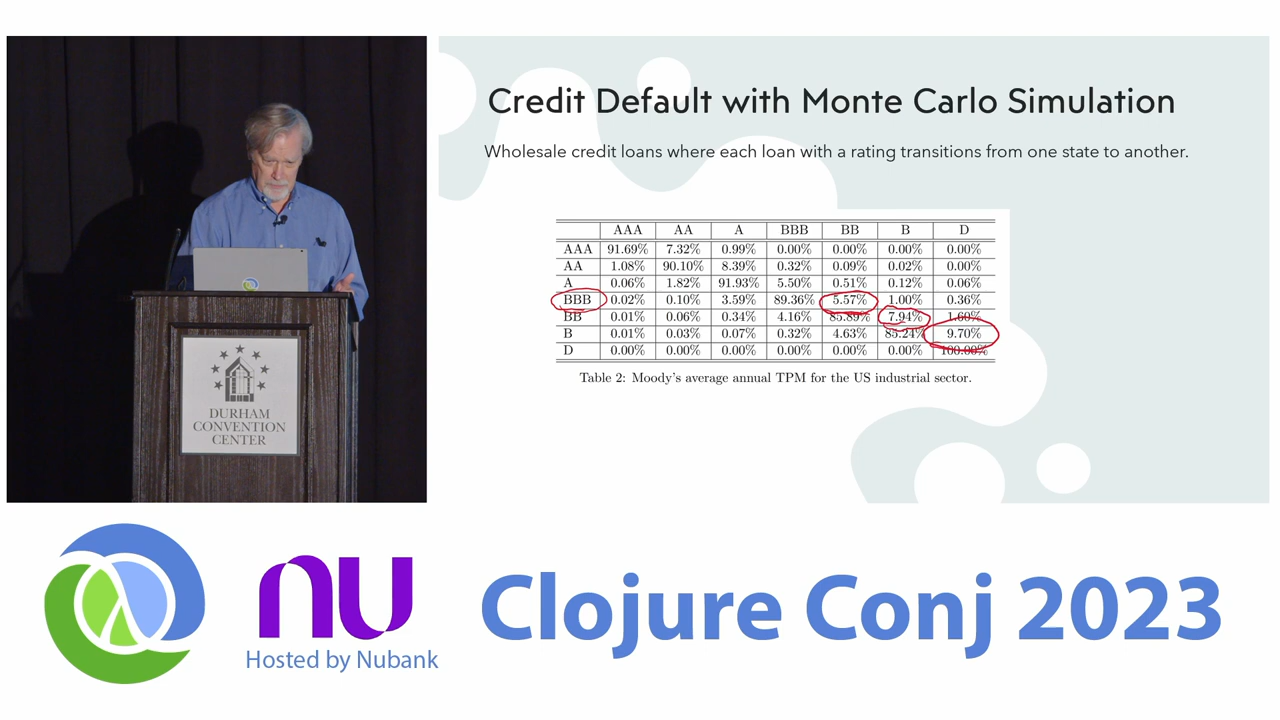 Credit Default with Monte Carlo Simulation
Wholesale credit loans where each loan with a rating transitions from one state to another.
AAA AA A BBB BB B D
AAA 91.69% 7.32% 0.99% 0.00% 0.00% 0.00% 0.00%
AA 1.08% 90.10% 8.39% 0.32% 0.09% 0.02% 0.00%
A 0.06% 1.82% 91.93% 5.50% 0.51% 0.12% 0.06%
BBB 0.02% 0.10% 3.59% 89.36% 5.57% 1.00% 0.36%
BB 0.01% 0.06% 0.34% 4.16% 85.89% 7.94% 1.60%
B 0.01% 0.03% 0.07% 0.32% 4.63% 85.24% 9.70%
D 0.00% 0.00% 0.00% 0.00% 0.00% 0.00% 100.00%
Table 2: Moody's average annual TPM for the US industrial sector.
DURHAM
CONVENTION
CENTER
nu
Hosted by Nubank
Clojure Conj 2023